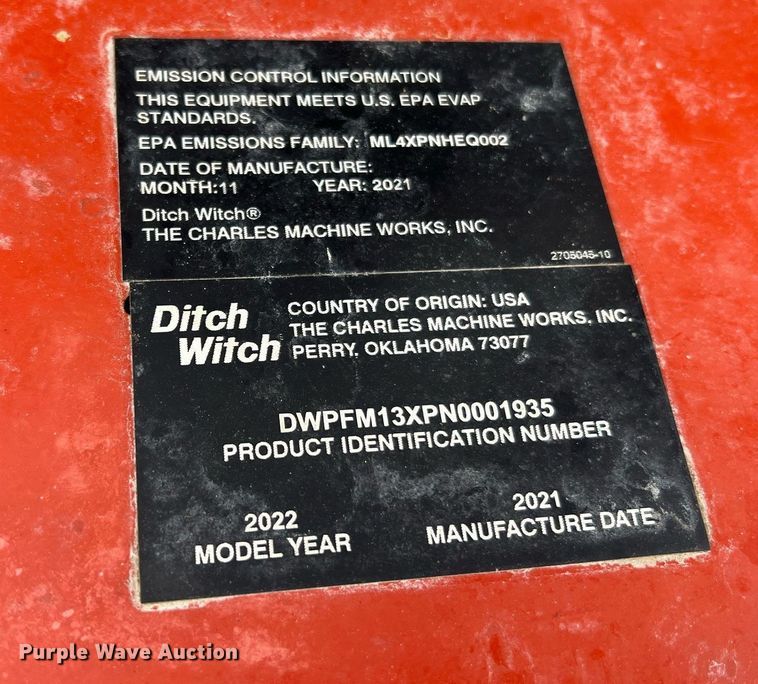 EMISSION CONTROL INFORMATION
THIS EQUIPMENT MEETS U.S. EPA EVAP
STANDARDS.
EPA EMISSIONS FAMILY: ML4XPNHEQ002
DATE OF MANUFACTURE:
MONTH:11 YEAR: 2021
Ditch Witch®
THE CHARLES MACHINE WORKS, INC.
2705045-10
Ditch
Witch
COUNTRY OF ORIGIN: USA
THE CHARLES MACHINE WORKS, INC.
PERRY, OKLAHOMA 73077
DWPFM13XPN0001935
PRODUCT IDENTIFICATION NUMBER
2022
MODEL YEAR
2021
MANUFACTURE DATE
Purple Wave Auction